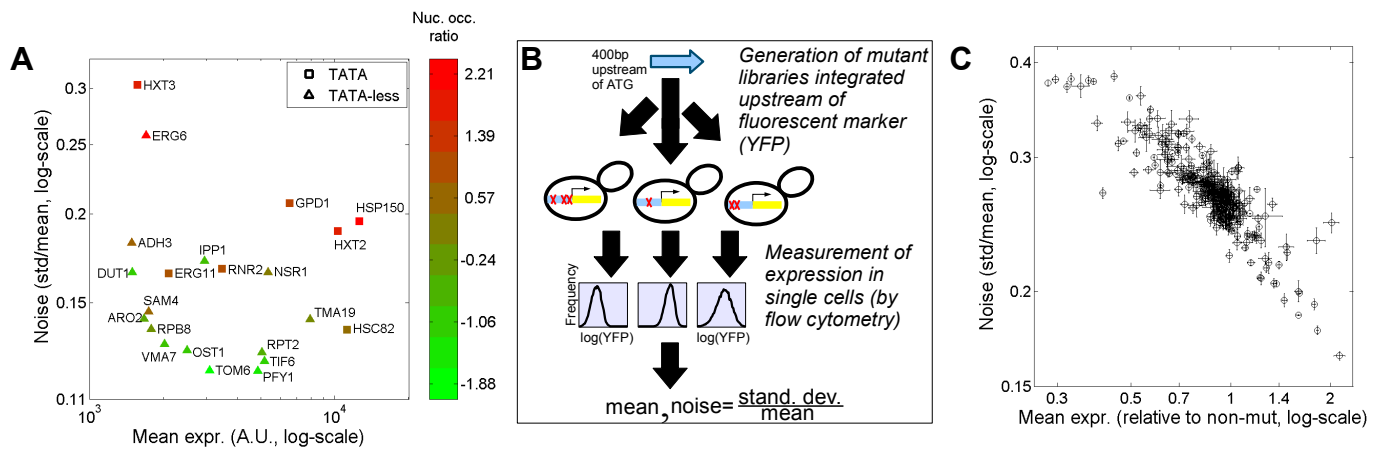 A
Nuc. occ.
ratio
Noise (std/mean, log-scale)
0.3
0.25
0.2
0.15
0.11
TATA
TATA-less
HXT3
ERG6
GPD1
HSP150
HXT2
ADH3
IPP1
DUT1
ERG11
RNR2
NSR1
SAM4
ARO2
TMA19
RPB8
HSC82
VMA7
OST1
RPT2
TIF6
TOM6
PFY1
10^3
10^4
Mean expr. (A.U., log-scale)
2.21
1.39
0.57
-0.24
-1.06
-1.88
B
400bp
upstream
of ATG
Generation of mutant
libraries integrated
upstream of
fluorescent marker
(YFP)
x xx
x
xx
Measurement of
expression in
single cells (by
flow cytometry)
Frequency
log(YFP)
log(YFP)
mean, noise= stand. dev.
mean
C
Noise (std/mean, log-scale)
0.4
0.3
0.2
0.15
0.3 0.5 0.7 1 1.4 2
Mean expr. (relative to non-mut, log-scale)